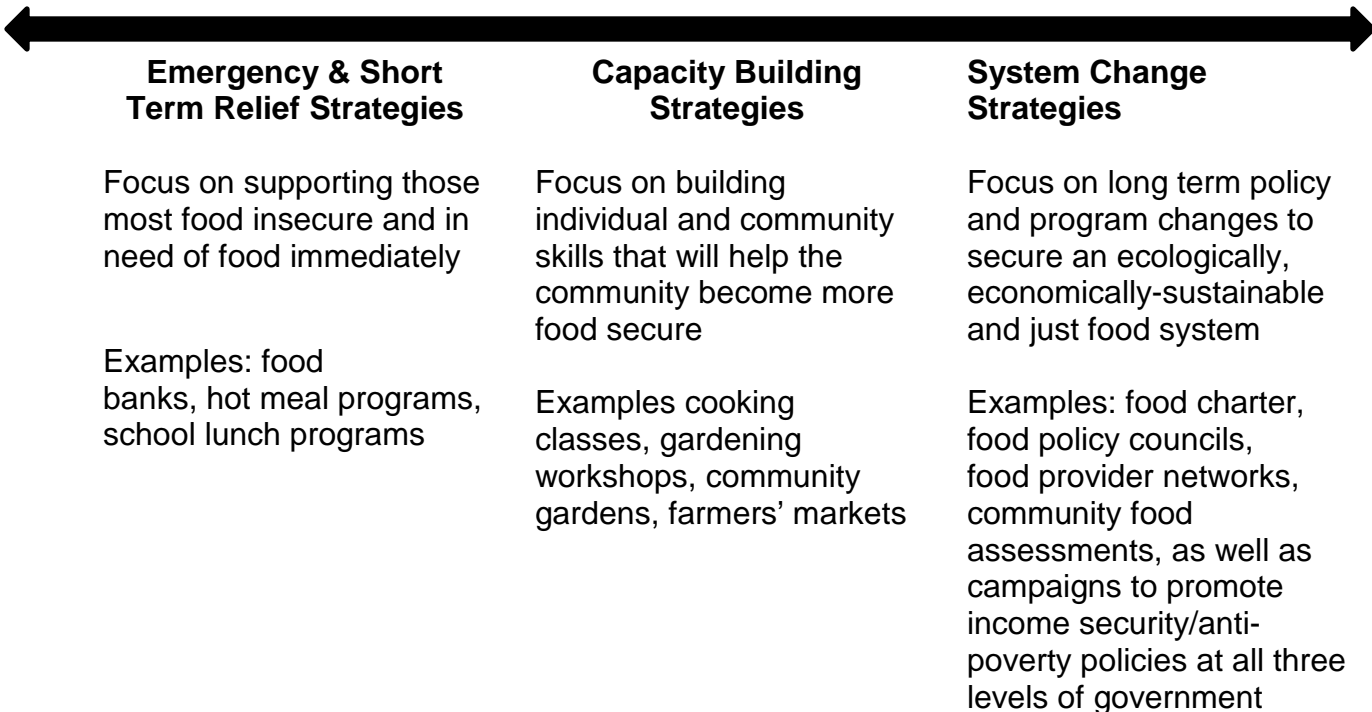 Emergency & Short
Term Relief Strategies
Focus on supporting those
most food insecure and in
need of food immediately
Examples: food
banks, hot meal programs,
school lunch programs
Capacity Building
Strategies
Focus on building
individual and community
skills that will help the
community become more
food secure
Examples cooking
classes, gardening
workshops, community
gardens, farmers’ markets
System Change
Strategies
Focus on long term policy
and program changes to
secure an ecologically,
economically-sustainable
and just food system
Examples: food charter,
food policy councils,
food provider networks,
community food
assessments, as well as
campaigns to promote
income security/anti-
poverty policies at all three
levels of government